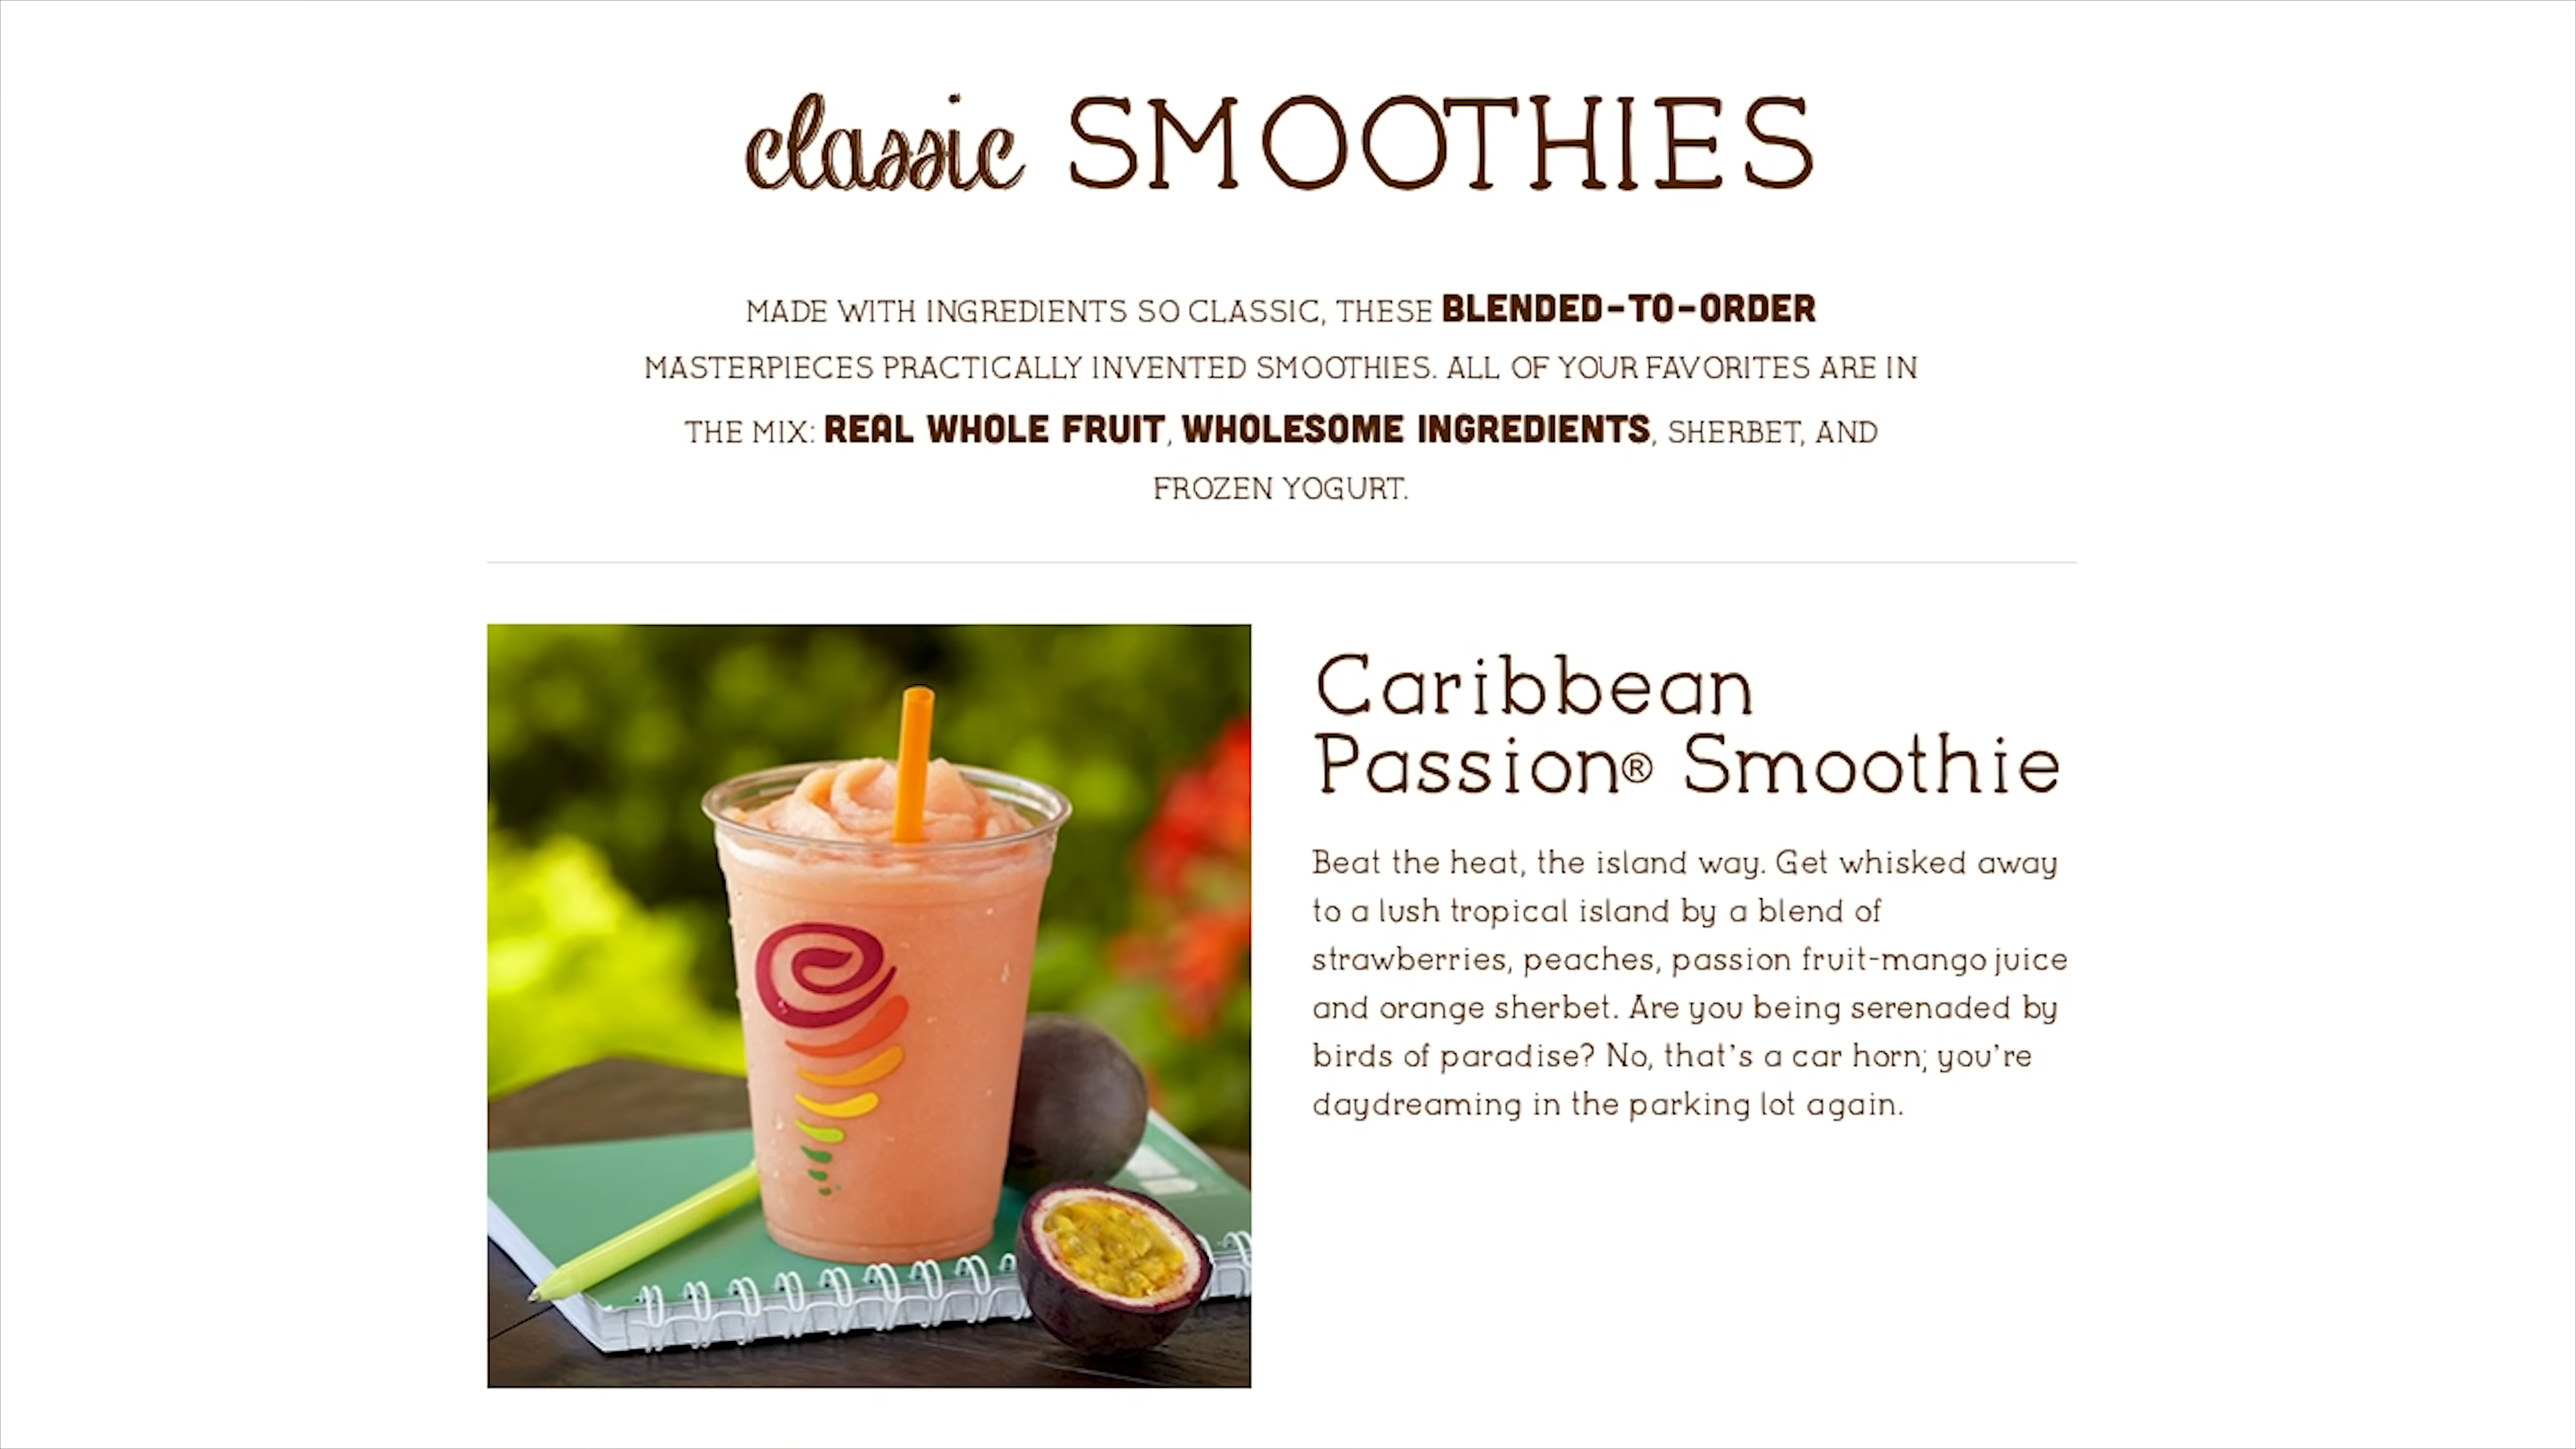 classic SMOOTHIES
MADE WITH INGREDIENTS SO CLASSIC, THESE BLENDED-TO-ORDER
MASTERPIECES PRACTICALLY INVENTED SMOOTHIES. ALL OF YOUR FAVORITES ARE IN
THE MIX: REAL WHOLE FRUIT, WHOLESOME INGREDIENTS, SHERBET, AND
FROZEN YOGURT.
Caribbean
Passion® Smoothie
Beat the heat, the island way. Get whisked away
to a lush tropical island by a blend of
strawberries, peaches, passion fruit-mango juice
and orange sherbet. Are you being serenaded by
birds of paradise? No, that's a car horn; you're
daydreaming in the parking lot again.